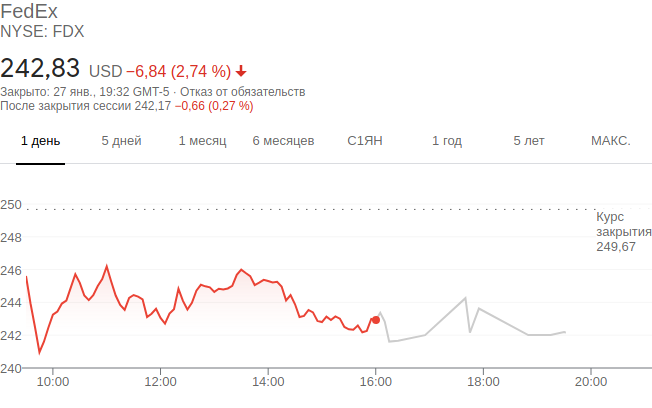 FedEx
NYSE: FDX
242,83 USD −6,84 (2,74 %)
Закрыто: 27 янв., 19:32 GMT-5 · Отказ от обязательств
После закрытия сессии 242,17 −0,66 (0,27 %)
1 день 5 дней 1 месяц 6 месяцев С1ЯН 1 год 5 лет МАКС.
250
Курс
закрытия
249,67
248
246
244
242
240
10:00 12:00 14:00 16:00 18:00 20:00